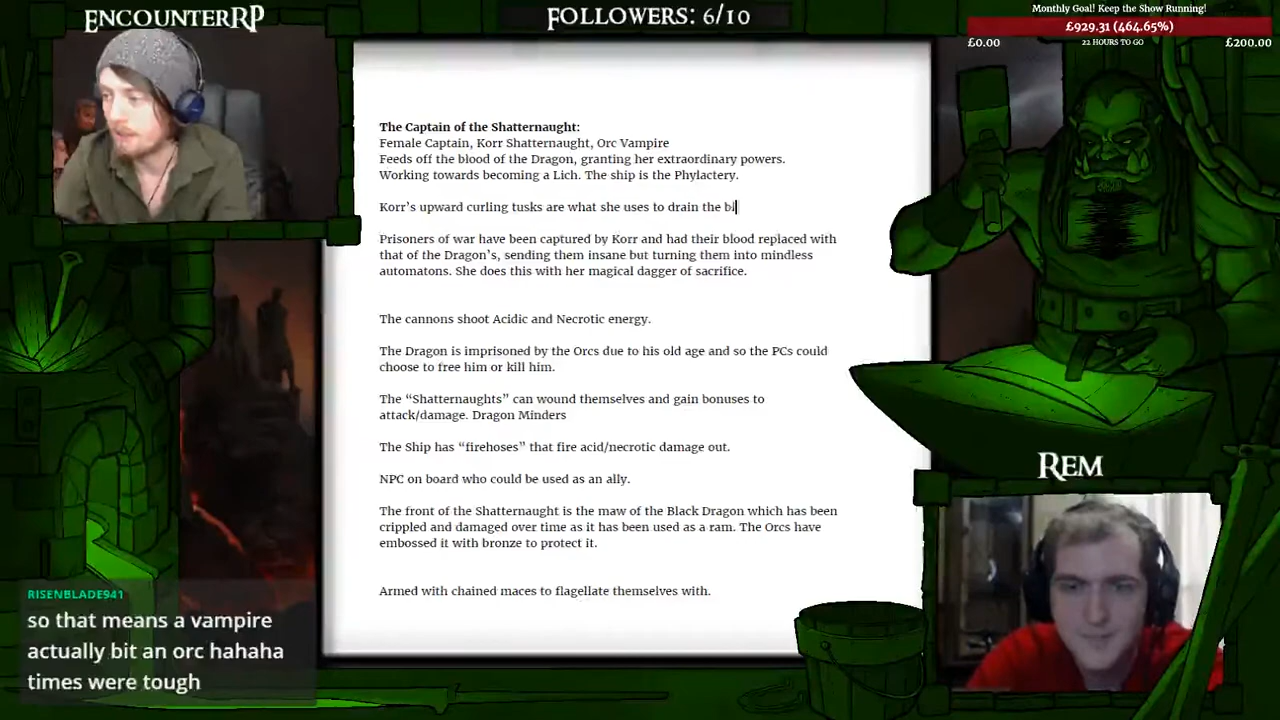 ENCOUNTERRP
FOLLOWERS: 6/10
Monthly Goal! Keep the Show Running!
£929.31 (464.65%)
£0.00
22 HOURS TO GO
£200.00
The Captain of the Shatternaught:
Female Captain, Korr Shatternaught, Orc Vampire
Feeds off the blood of the Dragon, granting her extraordinary powers.
Working towards becoming a Lich. The ship is the Phylactery.
Korr's upward curling tusks are what she uses to drain the bi
Prisoners of war have been captured by Korr and had their blood replaced with
that of the Dragon's, sending them insane but turning them into mindless
automatons. She does this with her magical dagger of sacrifice.
The cannons shoot Acidic and Necrotic energy.
The Dragon is imprisoned by the Orcs due to his old age and so the PCs could
choose to free him or kill him.
The “Shatternaughts” can wound themselves and gain bonuses to
attack/damage. Dragon Minders
The Ship has “firehoses” that fire acid/necrotic damage out.
NPC on board who could be used as an ally.
The front of the Shatternaught is the maw of the Black Dragon which has been
crippled and damaged over time as it has been used as a ram. The Orcs have
embossed it with bronze to protect it.
Armed with chained maces to flagellate themselves with.
REM
RISENBLADE941
so that means a vampire
actually bit an orc hahaha
times were tough